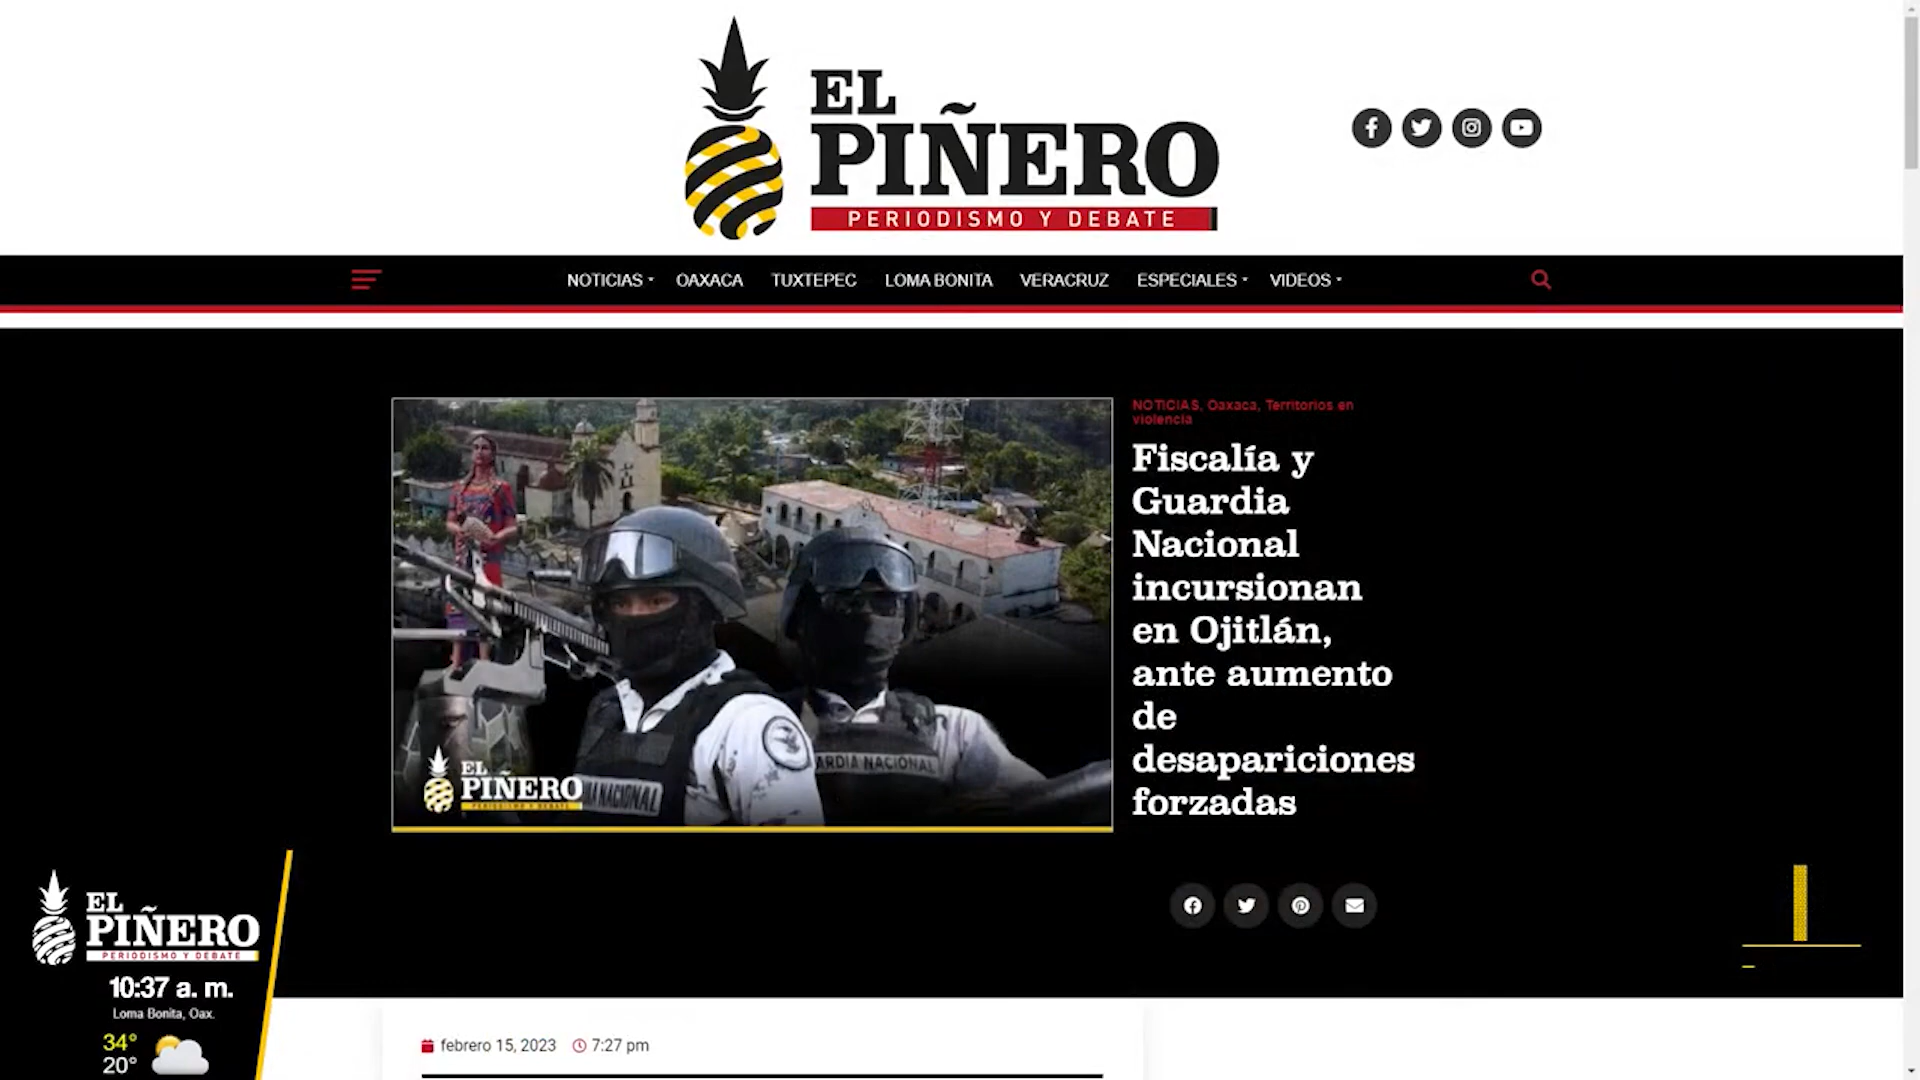 EL
PIÑERO
PERIODISMO Y DEBATE
NOTICIAS
OAXACA
TUXTEPEC
LOMA BONITA
VERACRUZ
ESPECIALES
VIDEOS
NOTICIAS, Oaxaca, Territorios en
violencia
Fiscalía y
Guardia
Nacional
incursionan
en Ojitlán,
ante aumento
de
desapariciones
forzadas
ARDIA NACIONAL
NACIONAL
EL
PIÑERO
PERIODISMO Y DEBATE
EL
PIÑERO
PERIODISMO Y DEBATE
10:37 a. m.
Loma Bonita, Oax.
34°
20°
febrero 15, 2023
7:27 pm